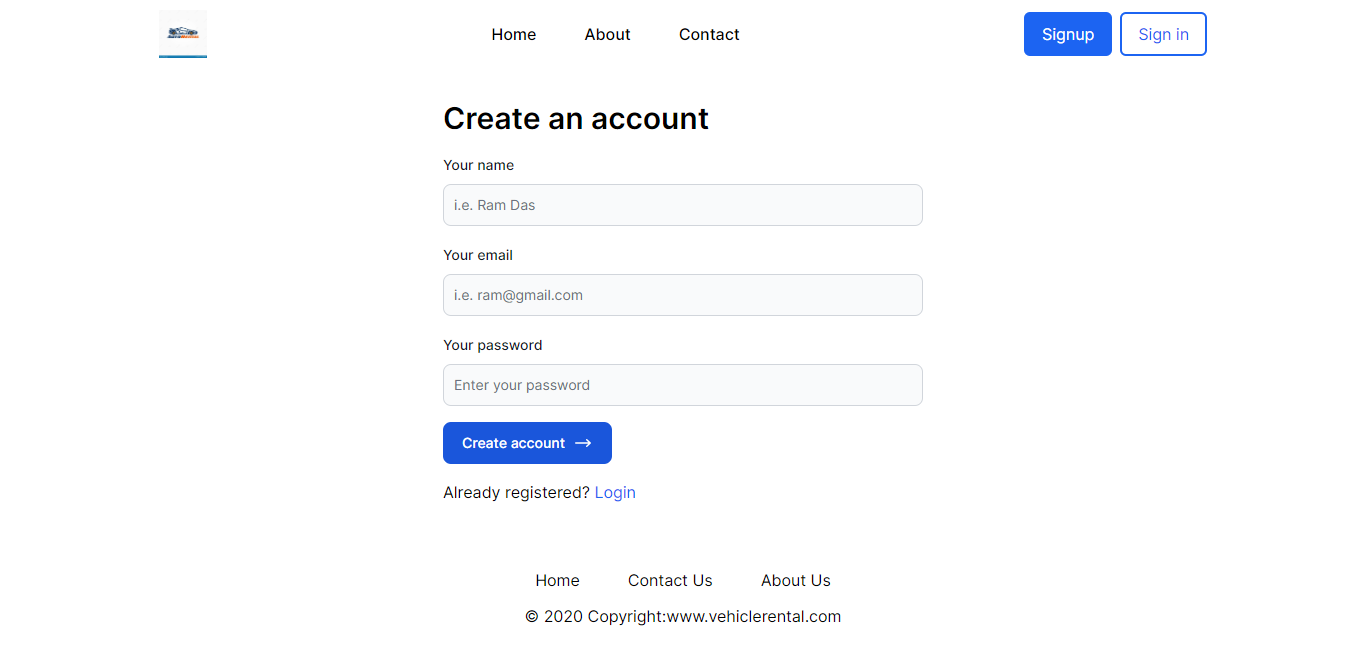 Home About Contact Signup Sign in
Create an account
Your name
i.e. Ram Das
Your email
i.e. ram@gmail.com
Your password
Enter your password
Create account →
Already registered? Login
Home Contact Us About Us
© 2020 Copyright:www.vehiclerental.com